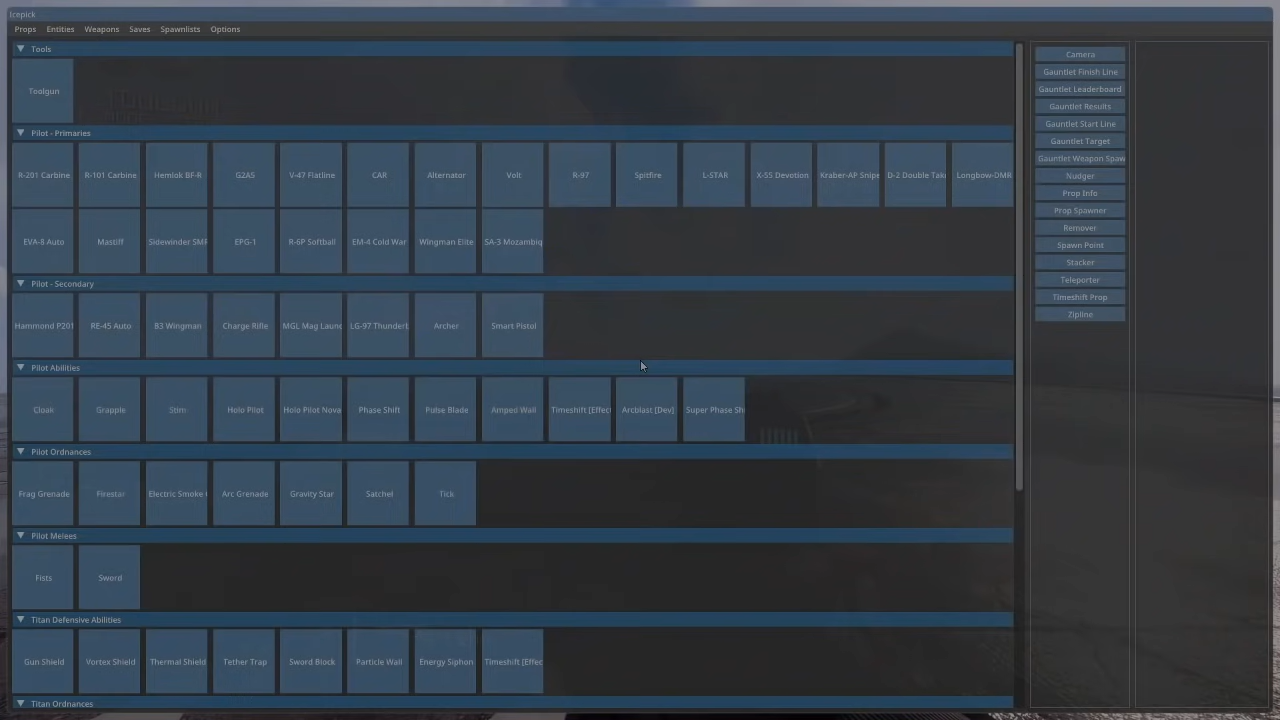 Icepick
Props Entities Weapons Saves Spawnlists Options
Tools
Toolgun
Pilot - Primaries
R-201 Carbine R-101 Carbine Hemlok BF-R G2A5 V-47 Flatline CAR Alternator Volt R-97 Spitfire L-STAR X-55 Devotion Kraber-AP Snipe D-2 Double Take Longbow-DMR
EVA-8 Auto Mastiff Sidewinder SMR EPG-1 R-6P Softball EM-4 Cold War Wingman Elite SA-3 Mozambiq
Pilot - Secondary
Hammond P201 RE-45 Auto B3 Wingman Charge Rifle MGL Mag Launc LG-97 Thundert Archer Smart Pistol
Pilot Abilities
Cloak Grapple Stim Holo Pilot Holo Pilot Nova Phase Shift Pulse Blade Amped Wall Timeshift [Effec Arcblast [Dev] Super Phase Sh
Pilot Ordnances
Frag Grenade Firestar Electric Smoke Arc Grenade Gravity Star Satchel Tick
Pilot Melees
Fists Sword
Titan Defensive Abilities
Gun Shield Vortex Shield Thermal Shield Tether Trap Sword Block Particle Wall Energy Siphon Timeshift [Effec
Titan Ordnances
Camera
Gauntlet Finish Line
Gauntlet Leaderboard
Gauntlet Results
Gauntlet Start Line
Gauntlet Target
Gauntlet Weapon Spaw
Nudger
Prop Info
Prop Spawner
Remover
Spawn Point
Stacker
Teleporter
Timeshift Prop
Zipline